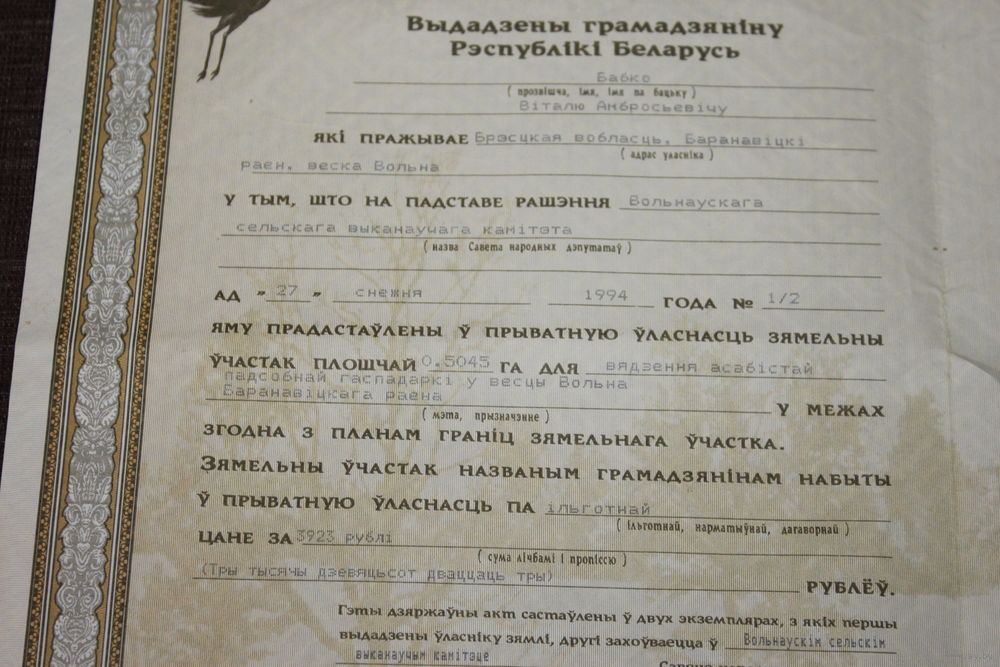 Выдадзены грамадзяніну
Рэспублікі Беларусь
Бабко
( прозвішча, імя, імя па бацьку )
Віталю Амбросьевічу
ЯКІ ПРАЖЫВАЕ Брэсцкая вобласць, Баранавіцкі
( адрас уласніка )
раен, веска Вольна
У ТЫМ, ШТО НА ПАДСТАВЕ РАШЭННЯ Вольнаускага
сельскага выканаучага камітэта
( назва Савета народных дэпутатаў )
АД „ 27 „ снежня 1994 ГОДА № 1/2
ЯМУ ПРАДАСТАЎЛЕНЫ Ў ПРЫВАТНУЮ ЎЛАСНАСЦЬ ЗЯМЕЛЬНЫ
ЎЧАСТАК ПЛОШЧАЙ 0.5045 ГА ДЛЯ вядзення асабістай
падсобнай гаспадаркі у весцы Вольна
Баранавіцкага раена У МЕЖАХ
( мэта, прызначэнне )
ЗГОДНА З ПЛАНАМ ГРАНІЦ ЗЯМЕЛЬНАГА ЎЧАСТКА.
ЗЯМЕЛЬНЫ ЎЧАСТАК НАЗВАНЫМ ГРАМАДЗЯНІНАМ НАБЫТЫ
Ў ПРЫВАТНУЮ ЎЛАСНАСЦЬ ПА ільготнай
( ільготнай, нарматыўнай, дагаворнай )
ЦАНЕ ЗА 3923 рублі
( сума лічбамі і пропіссю )
(Тры тысячы дзевяцьсот дваццаць тры) РУБЛЁЎ.
Гэты дзяржаўны акт састаўлены ў двух экземплярах, з якіх першы
выдадзены ўласніку зямлі, другі захоўваецца ў Вольнаускім сельскім
выканаучым камітэце